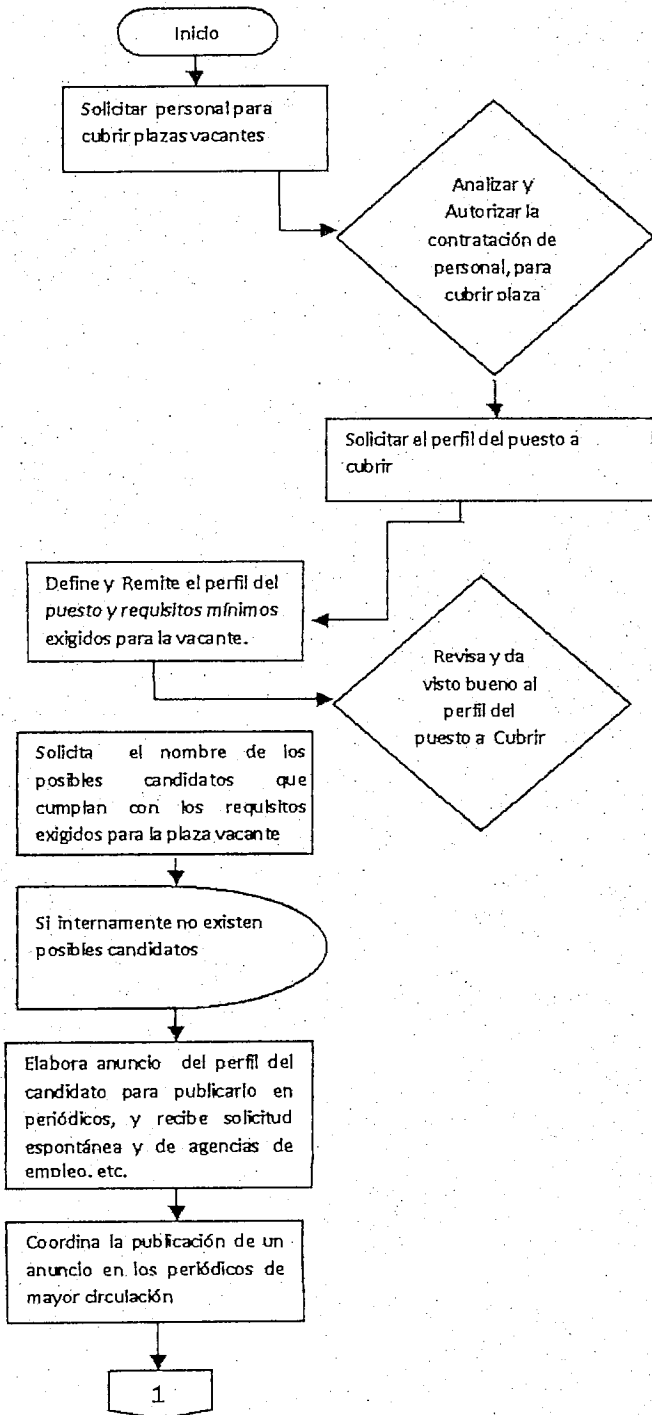 Inicio
Solicitar personal para
cubrir plazas vacantes
Analizar y
Autorizar la
contratación de
personal, para
cubrir plaza
Solicitar el perfil del puesto a
cubrir
Define y Remite el perfil del
puesto y requisitos mínimos
exigidos para la vacante.
Revisa y da
visto bueno al
perfil del
puesto a Cubrir
Solicita el nombre de los
posibles candidatos que
cumplan con los requisitos
exigidos para la plaza vacante
Si internamente no existen
posibles candidatos
Elabora anuncio del perfil del
candidato para publicarlo en
periódicos, y recibe solicitud
espontánea y de agencias de
empleo. etc.
Coordina la publicación de un
anuncio en los periódicos de
mayor circulación
1